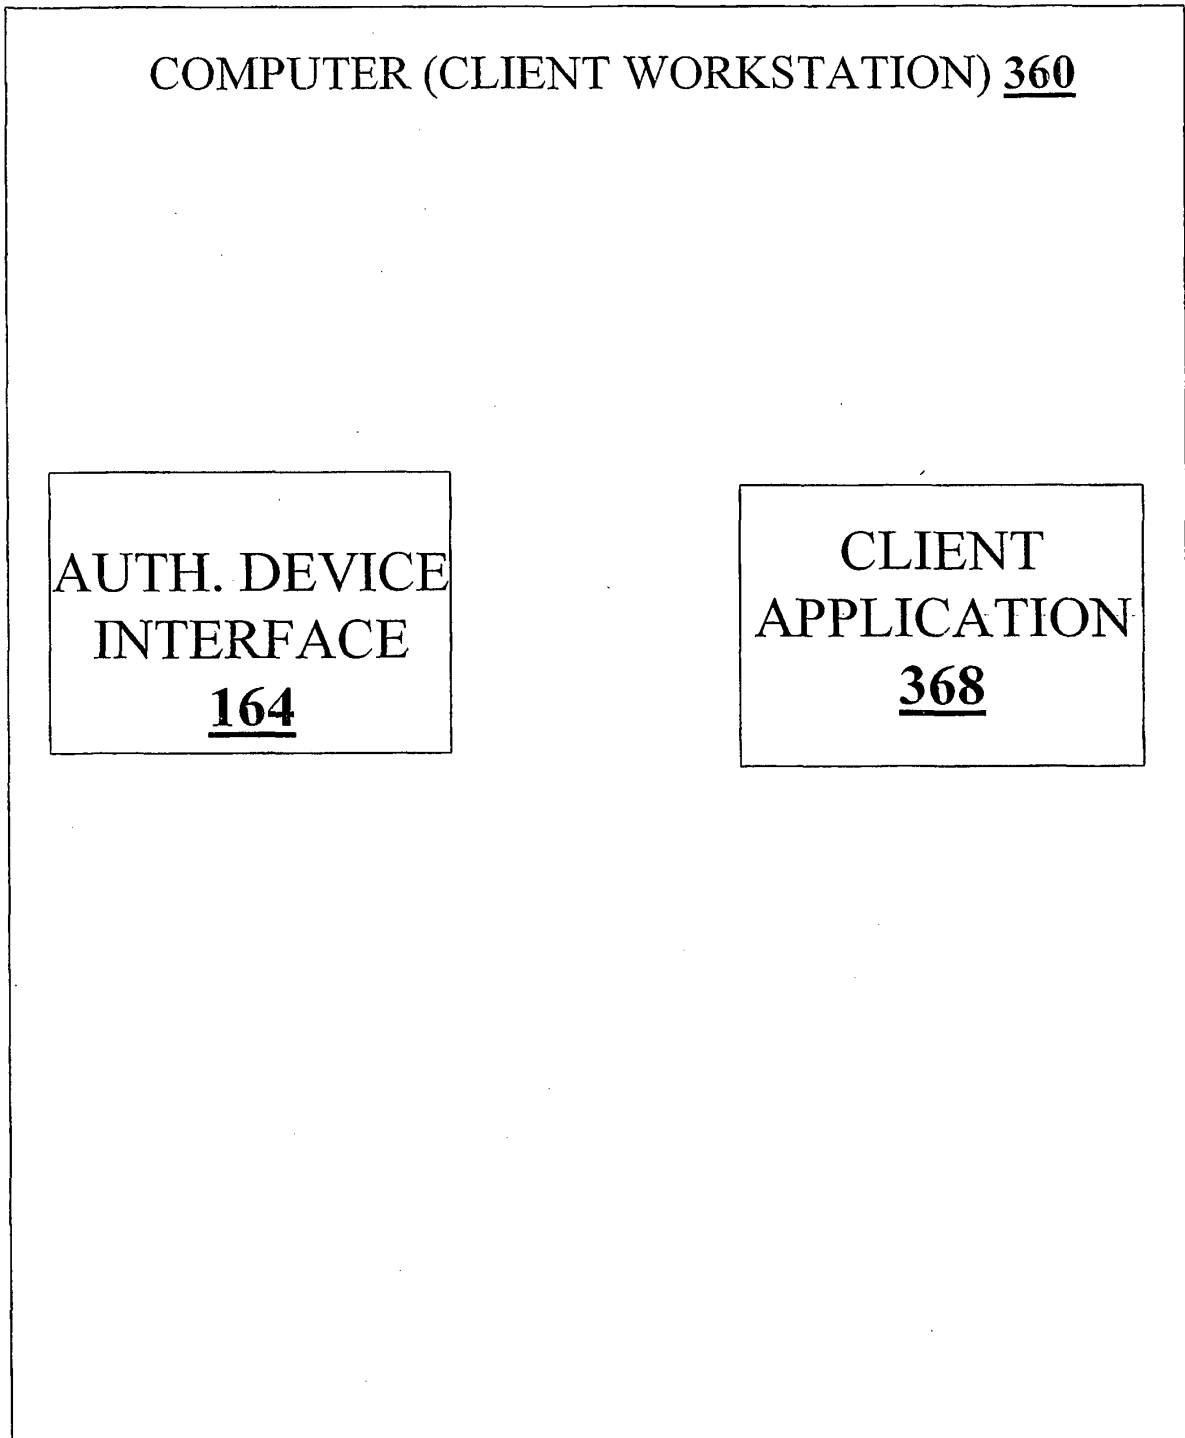 COMPUTER (CLIENT WORKSTATION) 360
AUTH. DEVICE
INTERFACE
164
CLIENT
APPLICATION
368